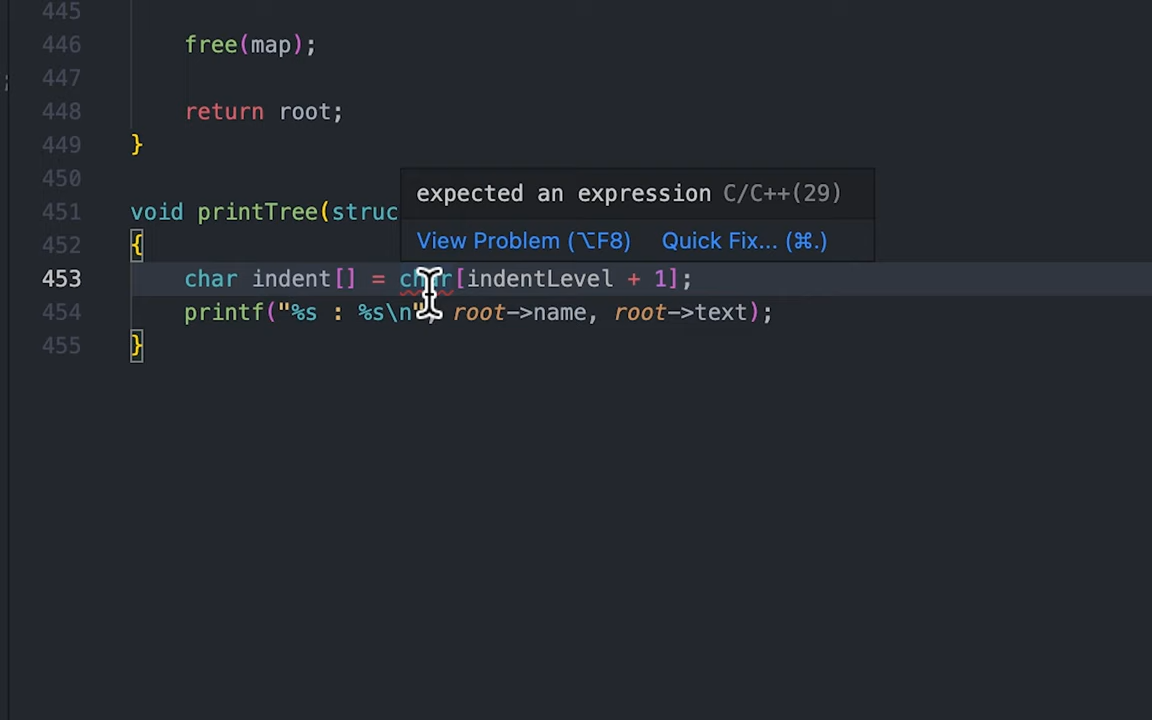 445
446 free(map);
447
;
448 return root;
449 }
450
expected an expression C/C++(29)
451 void printTree(struc
452 {
View Problem (⌥F8) Quick Fix... (⌘.)
453 char indent[] = char[indentLevel + 1];
454 printf("%s : %s\n", root->name, root->text);
455 }